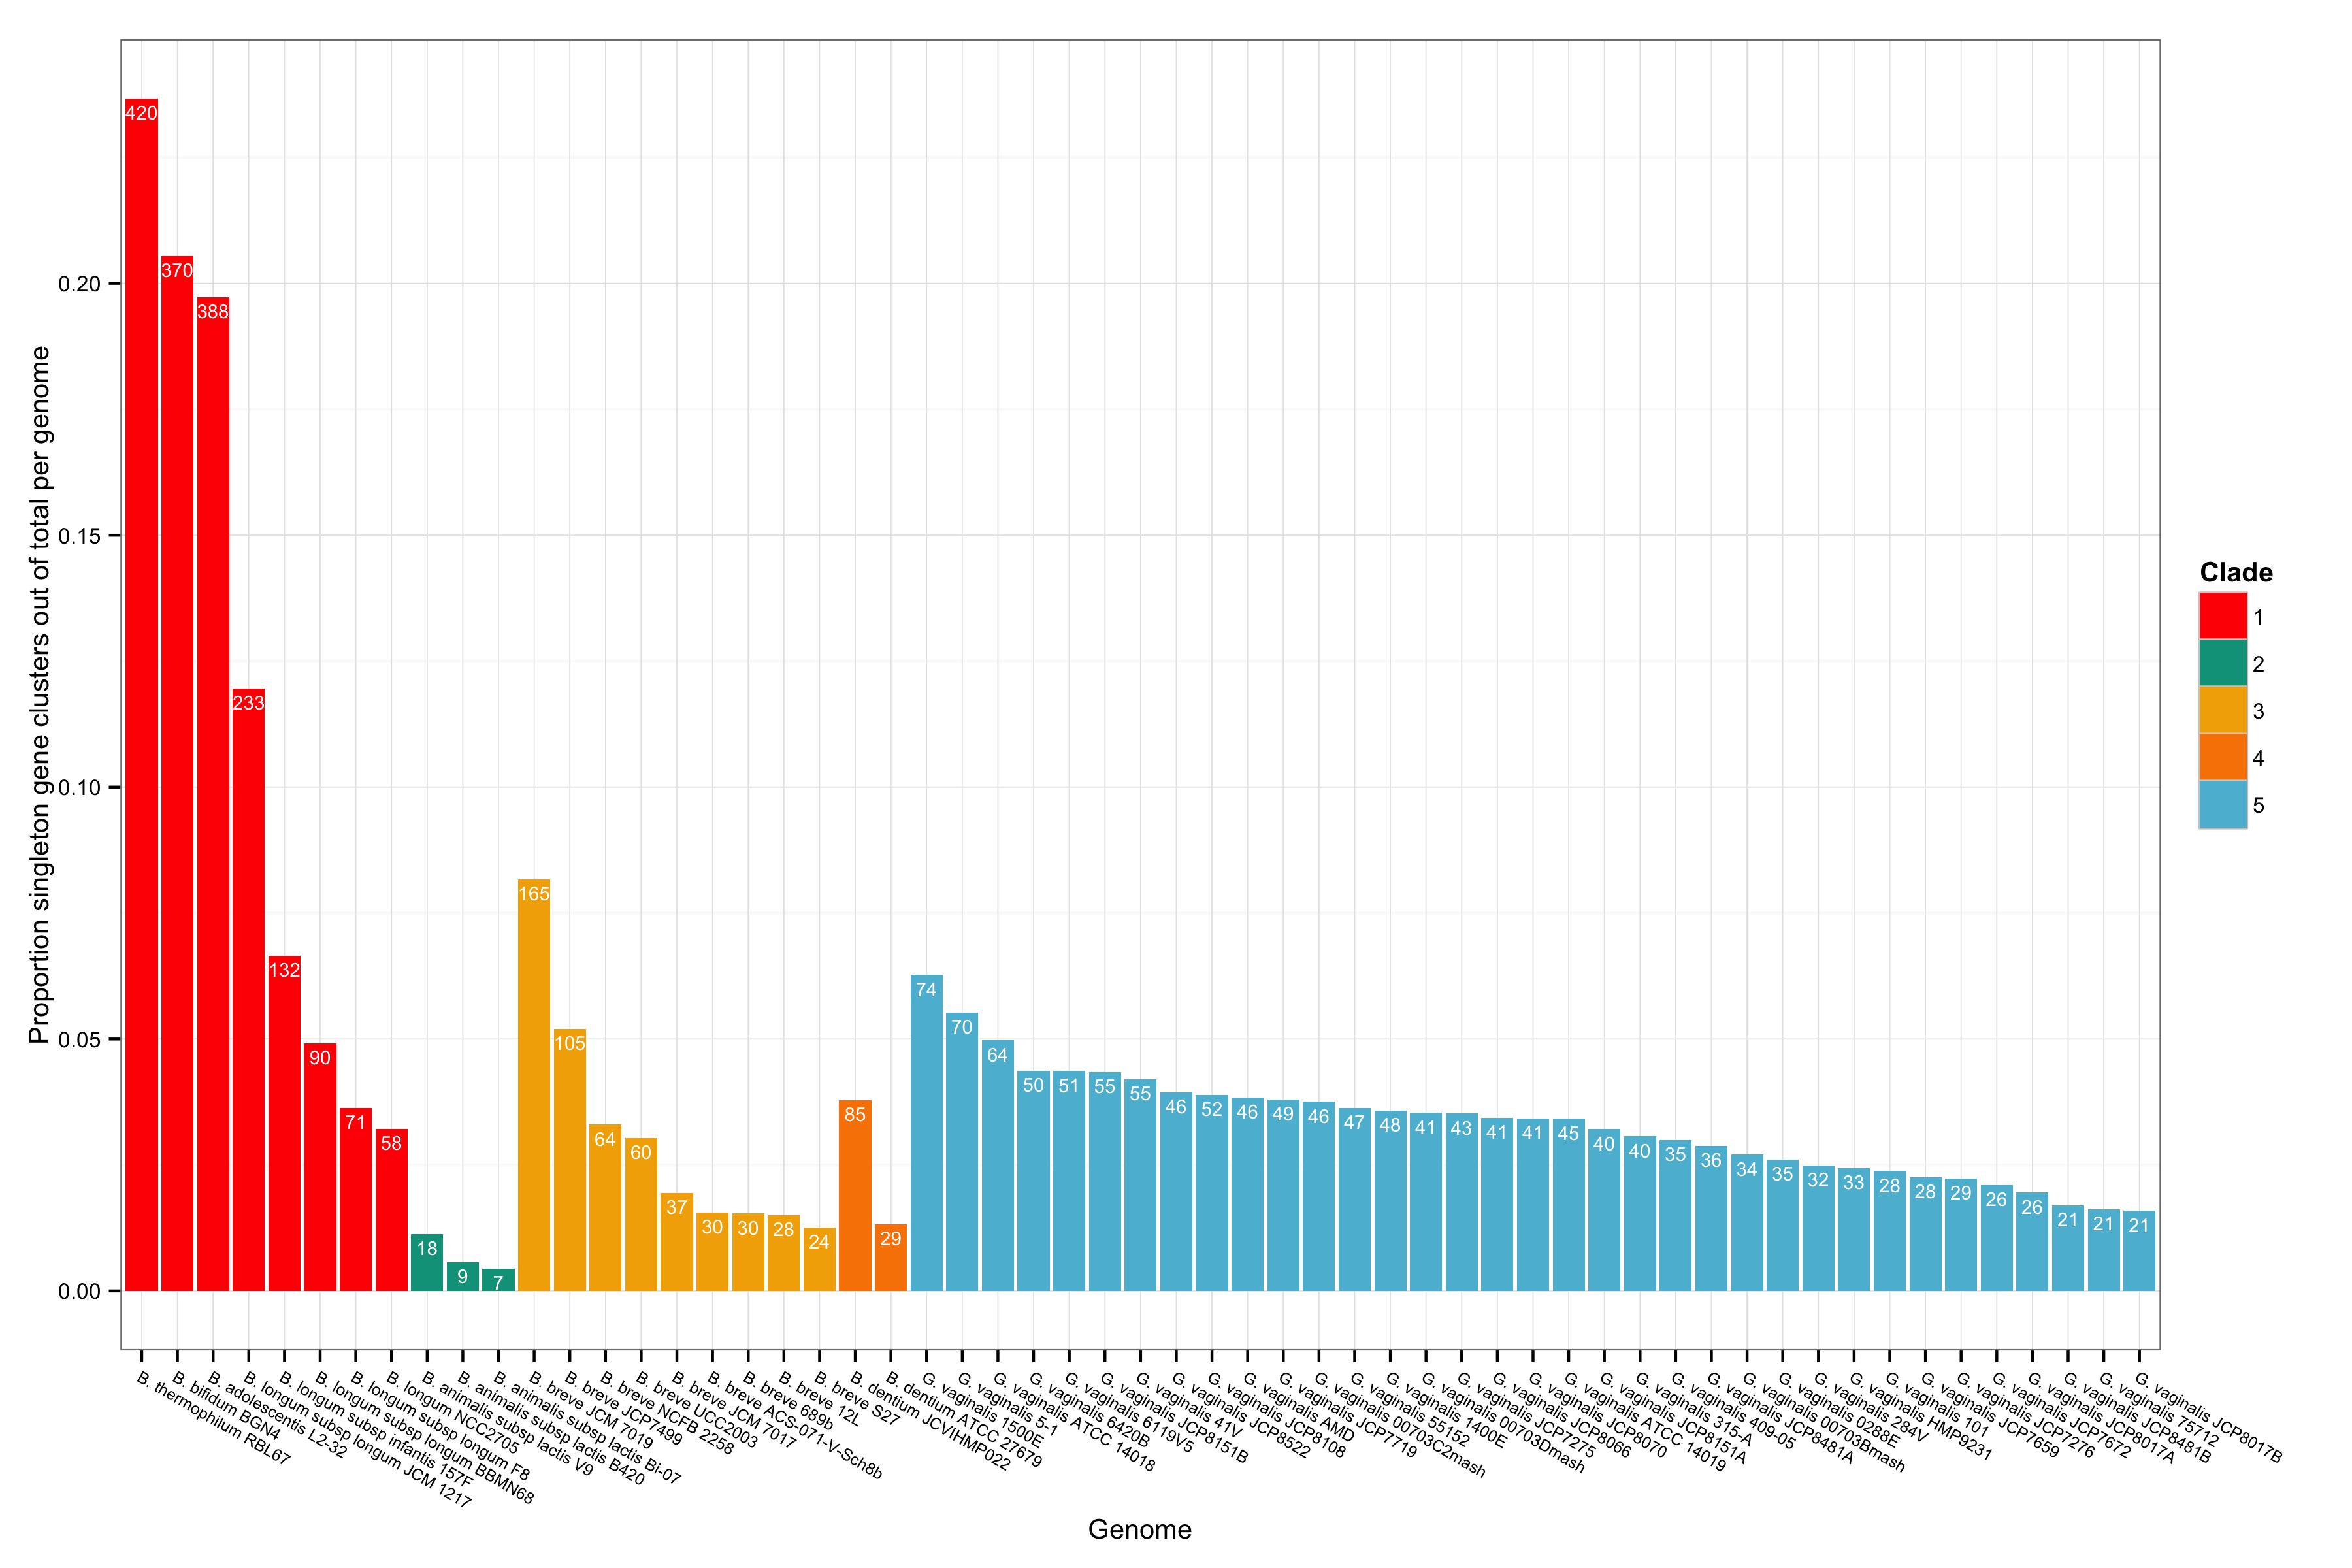 Proportion singleton gene clusters out of total per genome
0.20
0.15
0.10
0.05
0.00
420
370
388
233
132
90
71
58
18
9
7
165
105
64
60
37
30
30
28
24
85
29
74
70
64
50
51
55
55
46
52
46
49
46
47
48
41
43
41
41
45
40
40
35
36
34
35
32
33
28
28
29
26
26
21
21
21
B. thermophilum RBL67
B. bifidum BGN4
B. adolescentis L2-32
B. longum subsp longum JCM 1217
B. longum subsp infantis 157F
B. longum subsp longum BBMN68
B. longum subsp longum F8
B. longum NCC2705
B. animalis subsp lactis V9
B. animalis subsp lactis B420
B. animalis subsp lactis Bi-07
B. breve JCM 7019
B. breve JCP7499
B. breve NCFB 2258
B. breve UCC2003
B. breve JCM 7017
B. breve ACS-071-V-Sch8b
B. breve 689b
B. breve 12L
B. breve S27
B. dentium JCVIHMP022
B. dentium ATCC 27679
G. vaginalis 1500E
G. vaginalis 5-1
G. vaginalis ATCC 14018
G. vaginalis 6420B
G. vaginalis 6119V5
G. vaginalis JCP8151B
G. vaginalis 41V
G. vaginalis JCP8522
G. vaginalis JCP8108
G. vaginalis AMD
G. vaginalis JCP7719
G. vaginalis 00703C2mash
G. vaginalis 55152
G. vaginalis 1400E
G. vaginalis 00703Dmash
G. vaginalis JCP7275
G. vaginalis JCP8066
G. vaginalis JCP8070
G. vaginalis ATCC 14019
G. vaginalis JCP8151A
G. vaginalis 315-A
G. vaginalis 409-05
G. vaginalis JCP8481A
G. vaginalis 00703Bmash
G. vaginalis 0288E
G. vaginalis 284V
G. vaginalis HMP9231
G. vaginalis 101
G. vaginalis JCP7659
G. vaginalis JCP7276
G. vaginalis JCP7672
G. vaginalis JCP8017A
G. vaginalis JCP8481B
G. vaginalis 75712
G. vaginalis JCP8017B
Genome
Clade
1
2
3
4
5